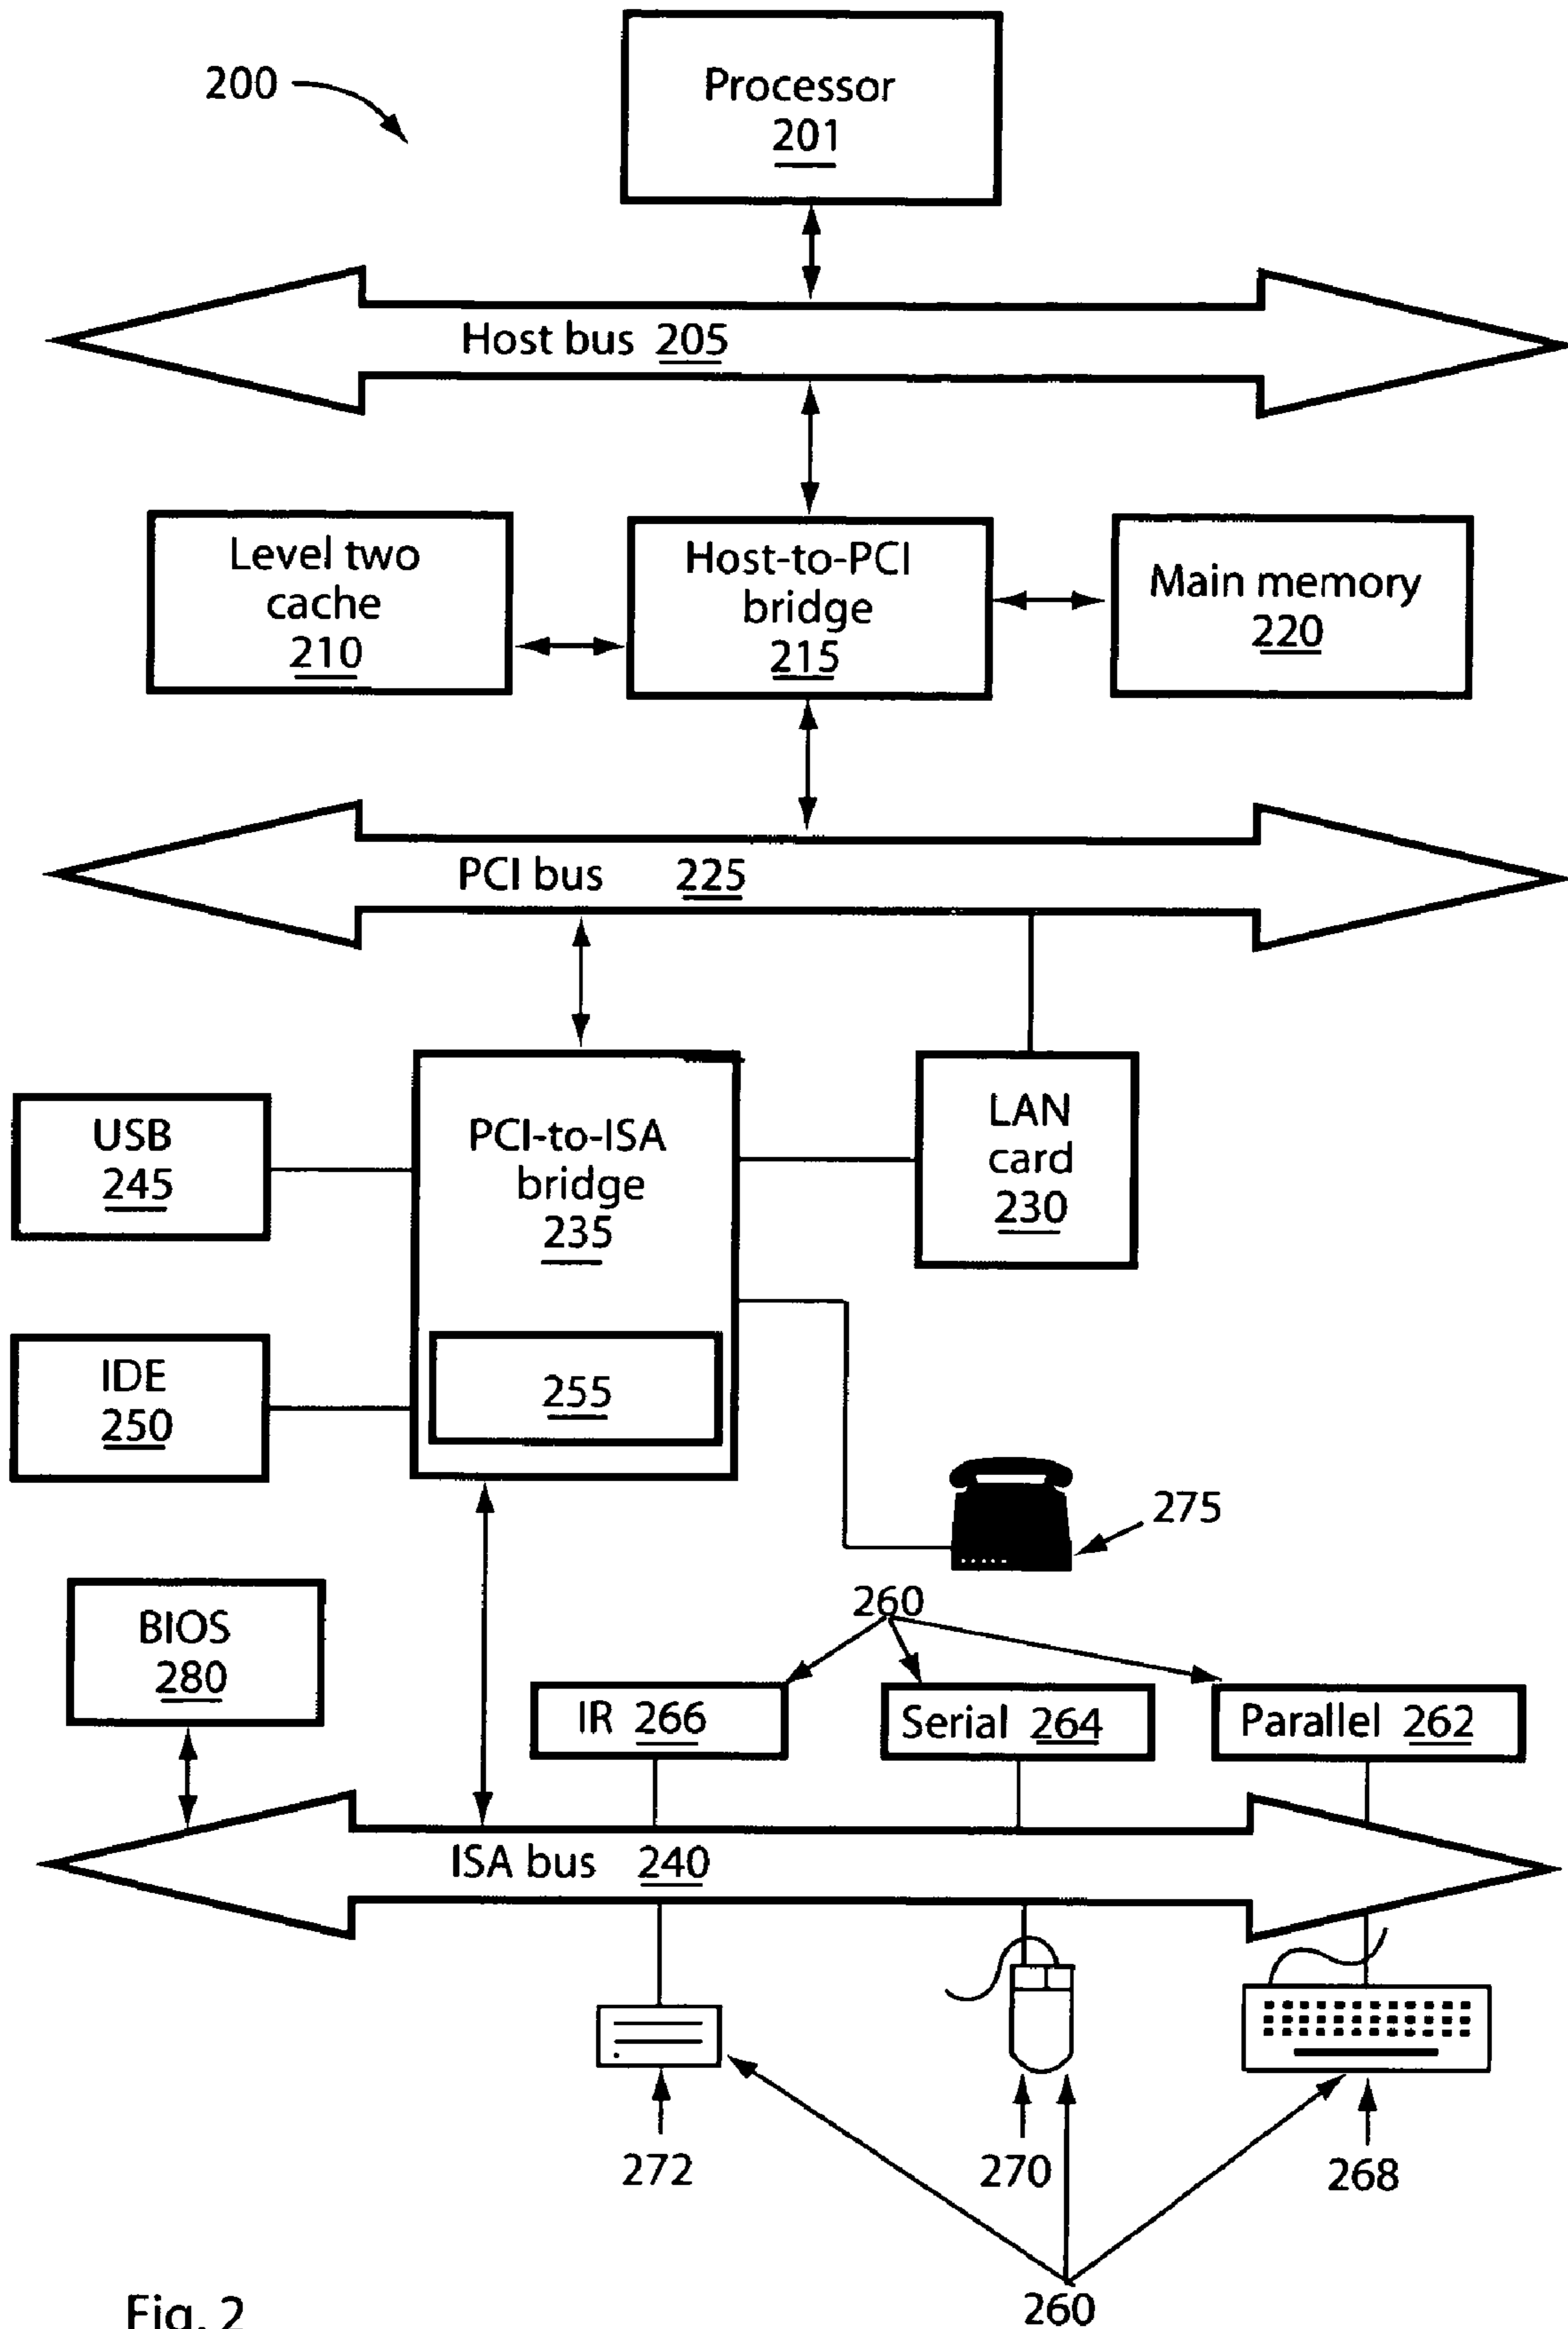 200
Processor
201
Host bus 205
Level two
cache
210
Host-to-PCI
bridge
215
Main memory
220
PCI bus 225
USB
245
PCI-to-ISA
bridge
235
LAN
card
230
IDE
250
255
275
BIOS
280
260
IR 266
Serial 264
Parallel 262
ISA bus 240
272
270
268
260
Fig. 2